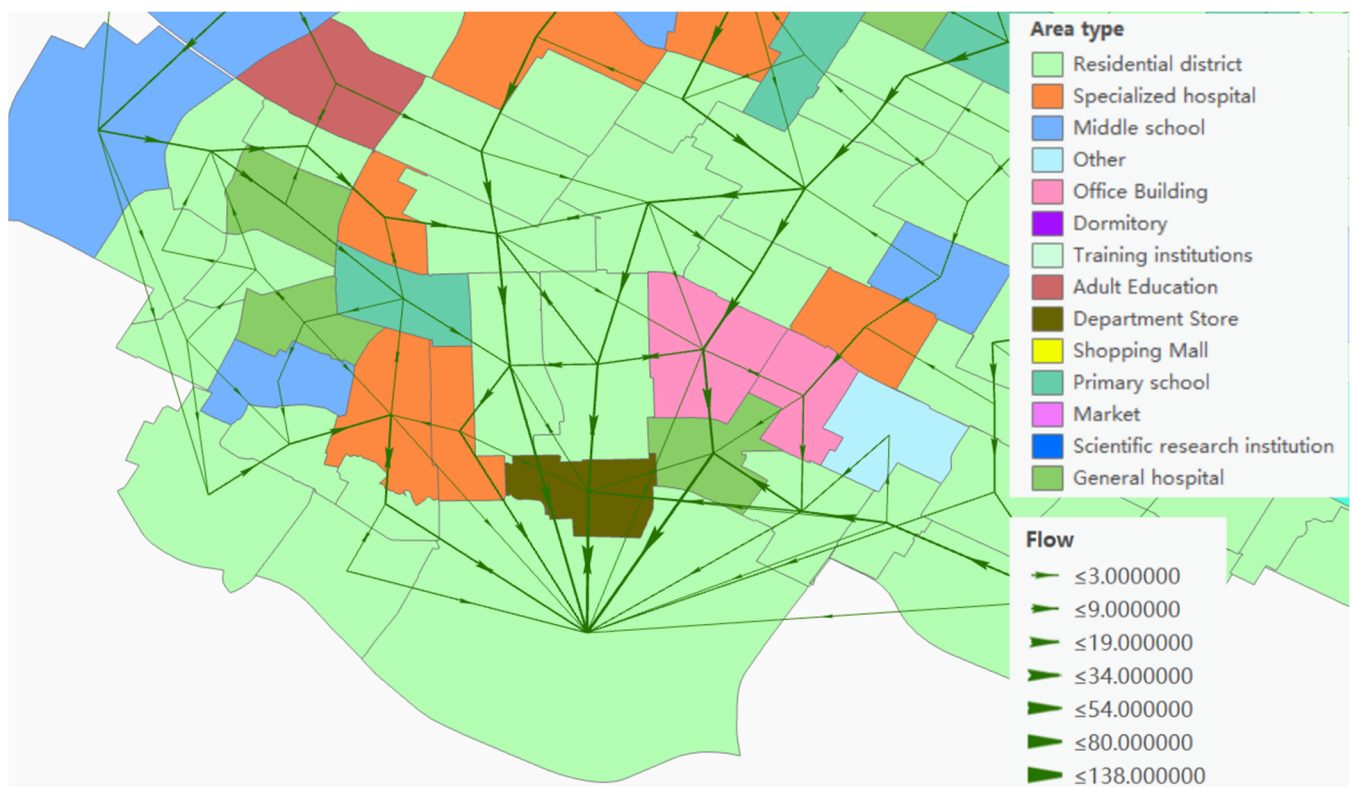 Area type
Residential district
Specialized hospital
Middle school
Other
Office Building
Dormitory
Training institutions
Adult Education
Department Store
Shopping Mall
Primary school
Market
Scientific research institution
General hospital
Flow
≤3.000000
≤9.000000
≤19.000000
≤34.000000
≤54.000000
≤80.000000
≤138.000000